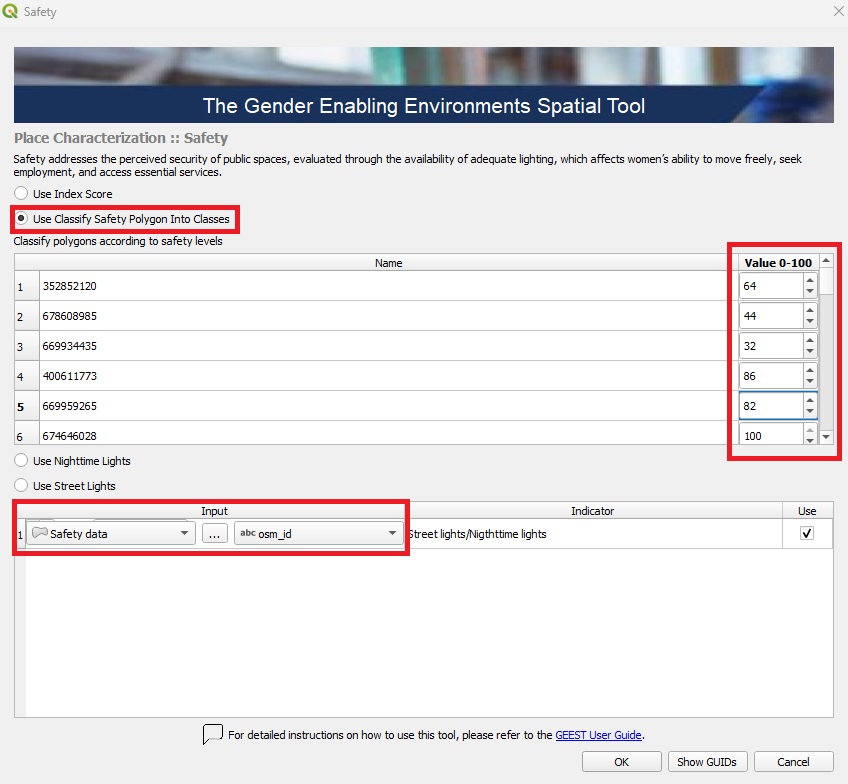 Safety
The Gender Enabling Environments Spatial Tool
Place Characterization :: Safety
Safety addresses the perceived security of public spaces, evaluated through the availability of adequate lighting, which affects women's ability to move freely, seek
employment, and access essential services.
Use Index Score
Use Classify Safety Polygon Into Classes
Classify polygons according to safety levels
Name Value 0-100
1 352852120 64
2 678608985 44
3 669934435 32
4 400611773 86
5 669959265 82
6 674646028 100
Use Nighttime Lights
Use Street Lights
Input Indicator Use
1 Safety data ... abc osm_id Street lights/Nigthttime lights
For detailed instructions on how to use this tool, please refer to the GEEST User Guide.
OK Show GUIDs Cancel